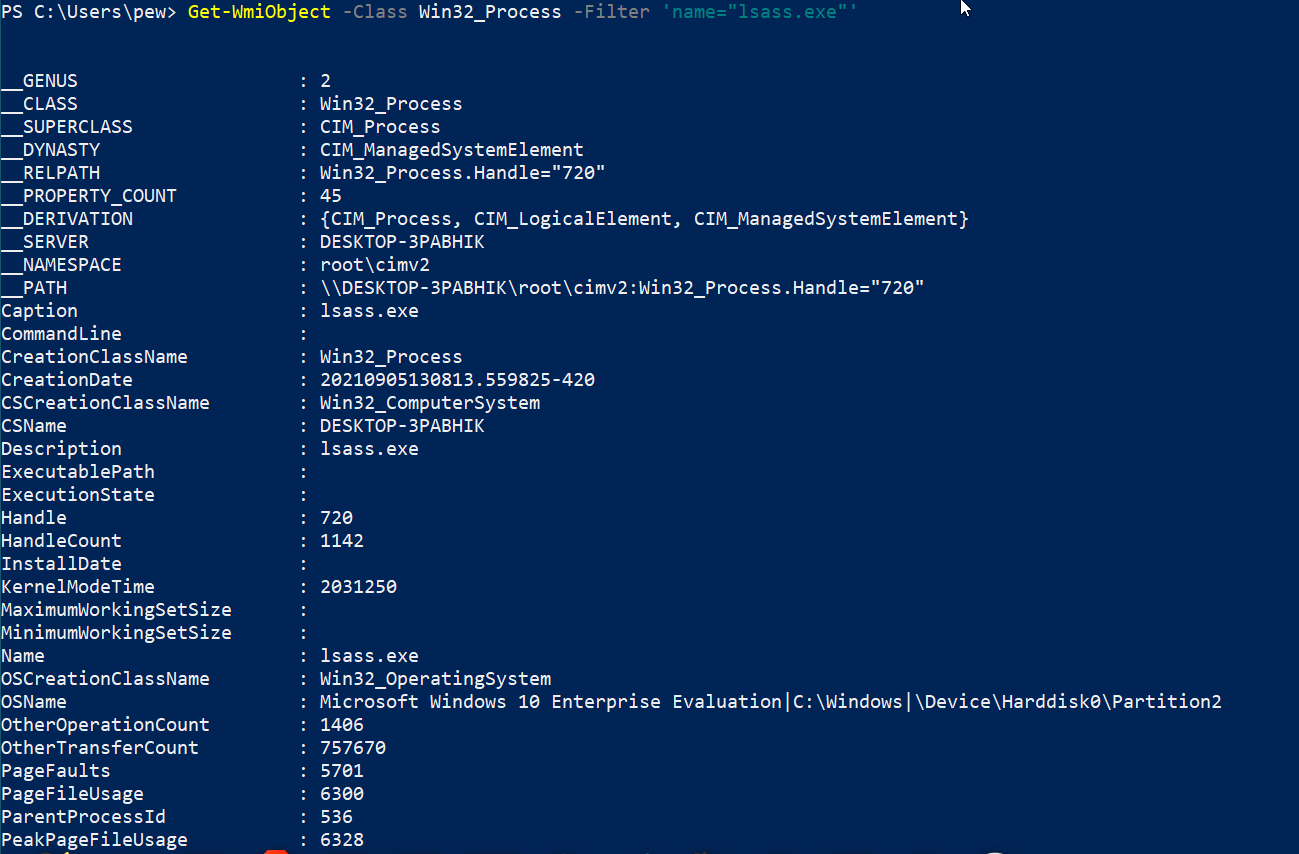 PS C:\Users\pew> Get-WmiObject -Class Win32_Process -Filter 'name="lsass.exe"'
__GENUS : 2
__CLASS : Win32_Process
__SUPERCLASS : CIM_Process
__DYNASTY : CIM_ManagedSystemElement
__RELPATH : Win32_Process.Handle="720"
__PROPERTY_COUNT : 45
__DERIVATION : {CIM_Process, CIM_LogicalElement, CIM_ManagedSystemElement}
__SERVER : DESKTOP-3PABHIK
__NAMESPACE : root\cimv2
__PATH : \\DESKTOP-3PABHIK\root\cimv2:Win32_Process.Handle="720"
Caption : lsass.exe
CommandLine :
CreationClassName : Win32_Process
CreationDate : 20210905130813.559825-420
CSCreationClassName : Win32_ComputerSystem
CSName : DESKTOP-3PABHIK
Description : lsass.exe
ExecutablePath :
ExecutionState :
Handle : 720
HandleCount : 1142
InstallDate :
KernelModeTime : 2031250
MaximumWorkingSetSize :
MinimumWorkingSetSize :
Name : lsass.exe
OSCreationClassName : Win32_OperatingSystem
OSName : Microsoft Windows 10 Enterprise Evaluation|C:\Windows|\Device\Harddisk0\Partition2
OtherOperationCount : 1406
OtherTransferCount : 757670
PageFaults : 5701
PageFileUsage : 6300
ParentProcessId : 536
PeakPageFileUsage : 6328